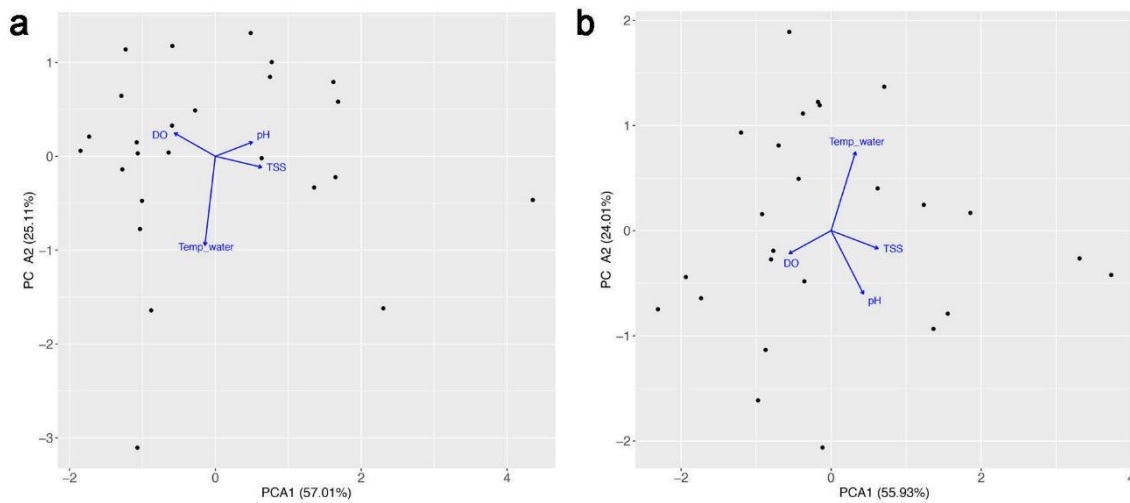 a
1
0
−1
−2
−3
PC A2 (25.11%)
DO
pH
TSS
Temp_water
−2
0
2
4
PCA1 (57.01%)
b
2
1
0
−1
−2
PC A2 (24.01%)
Temp_water
TSS
DO
pH
−2
0
2
4
PCA1 (55.93%)